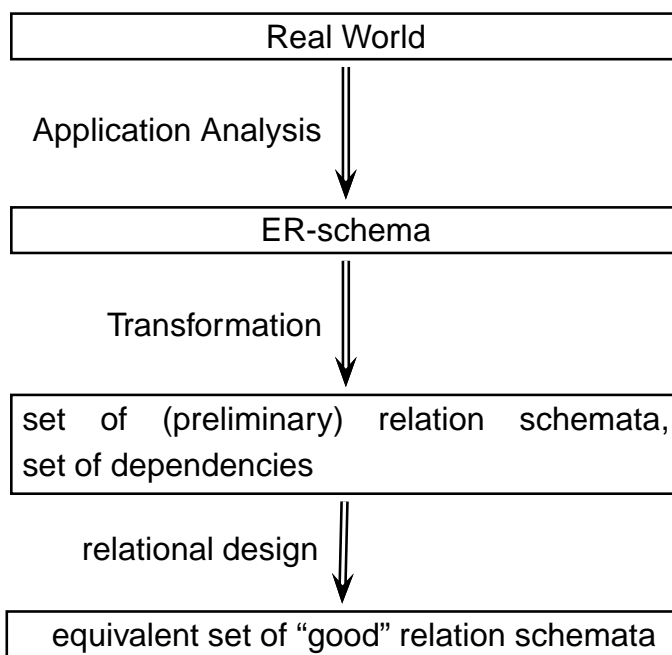 Real World
Application Analysis
ER-schema
Transformation
set of (preliminary) relation schemata,
set of dependencies
relational design
equivalent set of “good” relation schemata